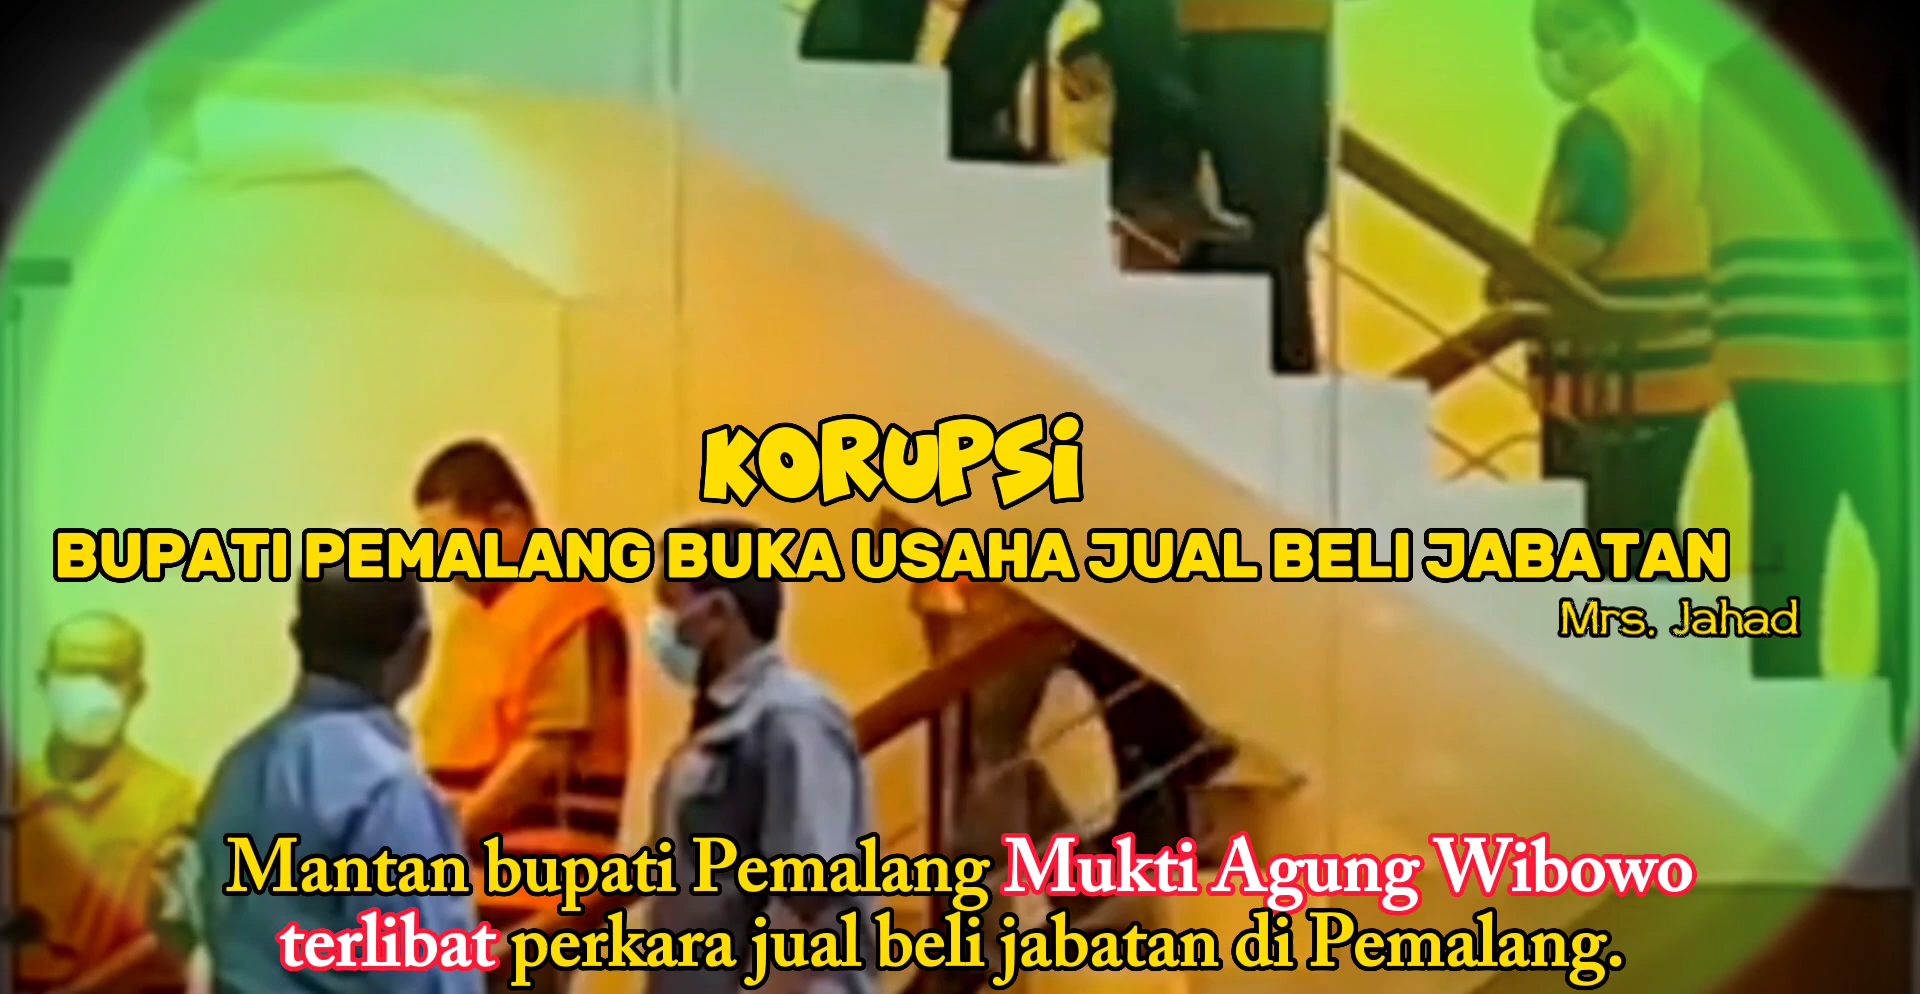 KORUPSi
BUPATI PEMALANG BUKA USAHA JUAL BELI JABATAN
Mrs. Jahad
Mantan bupati Pemalang Mukti Agung Wibowo
terlibat perkara jual beli jabatan di Pemalang.